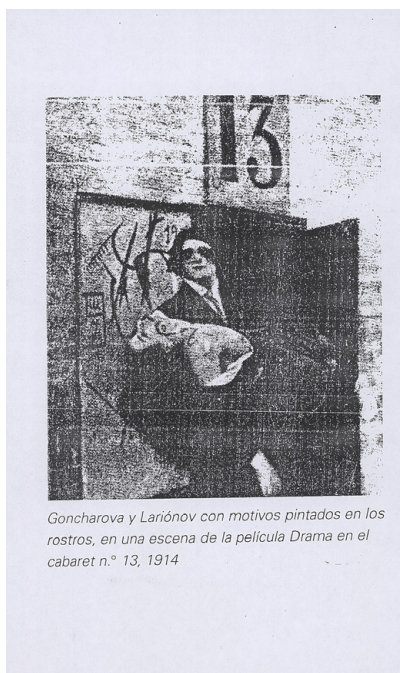 13
Goncharova y Lariónov con motivos pintados en los
rostros, en una escena de la película Drama en el
cabaret n.º 13, 1914